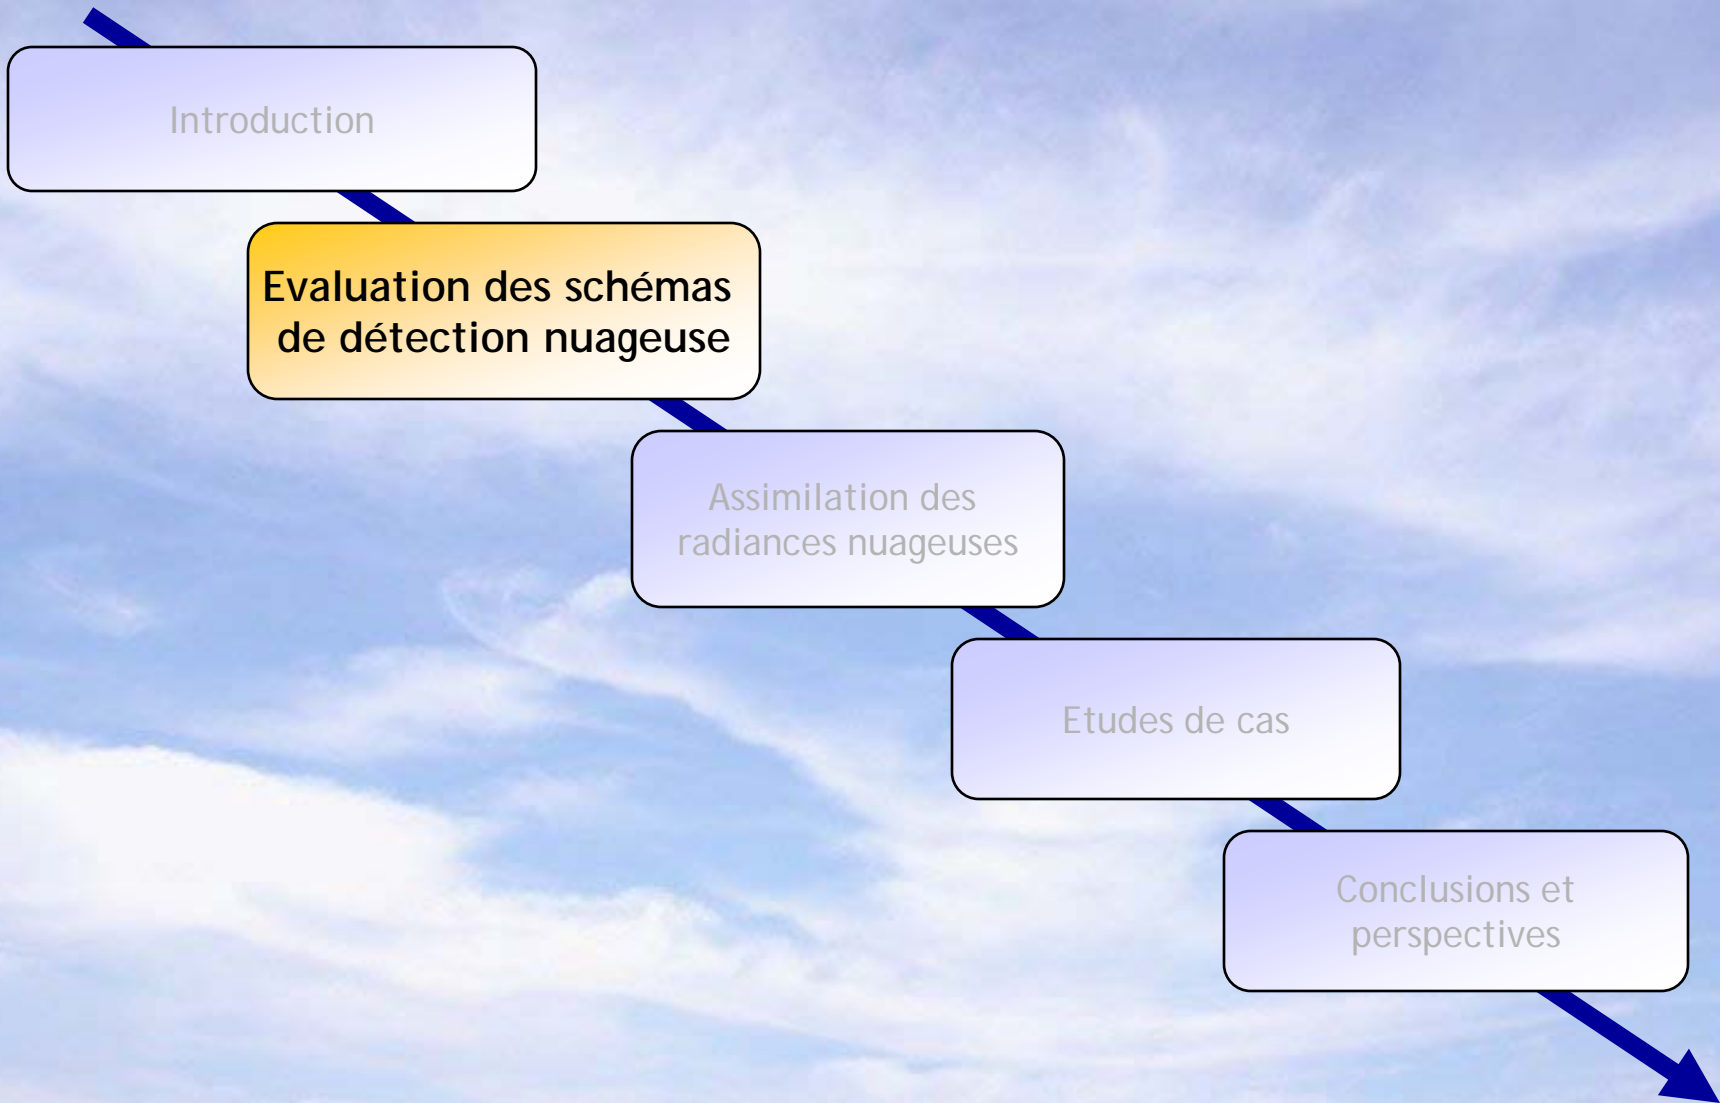 Introduction
Evaluation des schémas
de détection nuageuse
Assimilation des
radiances nuageuses
Etudes de cas
Conclusions et
perspectives